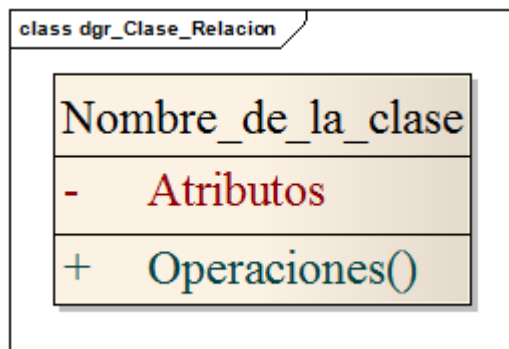 class dgr_Clase_Relacion
Nombre_de_la_clase
- Atributos
+ Operaciones()